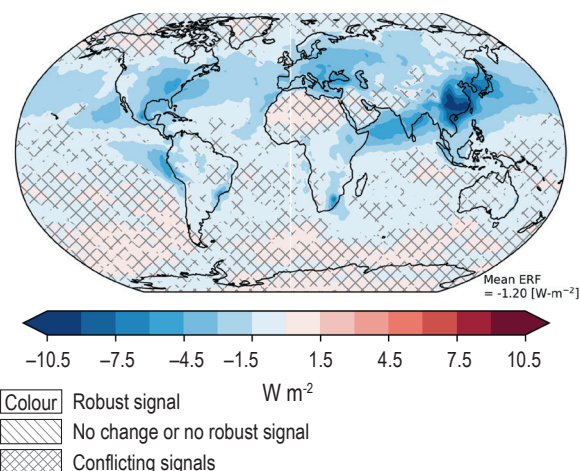 Mean ERF
= -1.20 [W-m⁻²]
−10.5 −7.5 −4.5 −1.5 1.5 4.5 7.5 10.5
W m⁻²
Colour Robust signal
No change or no robust signal
Conflicting signals